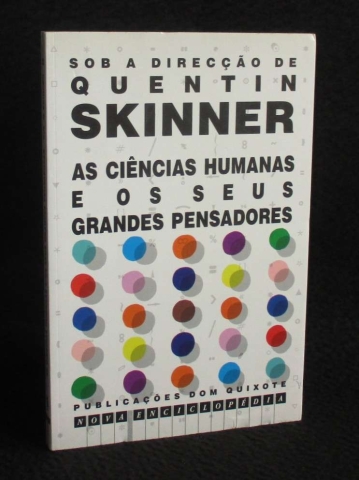 SOB A DIRECÇÃO DE
QUENTIN
SKINNER
AS CIÊNCIAS HUMANAS
E OS SEUS
GRANDES PENSADORES
PUBLICAÇÕES DOM QUIXOTE
NOVA ENCICLOPÉDIA